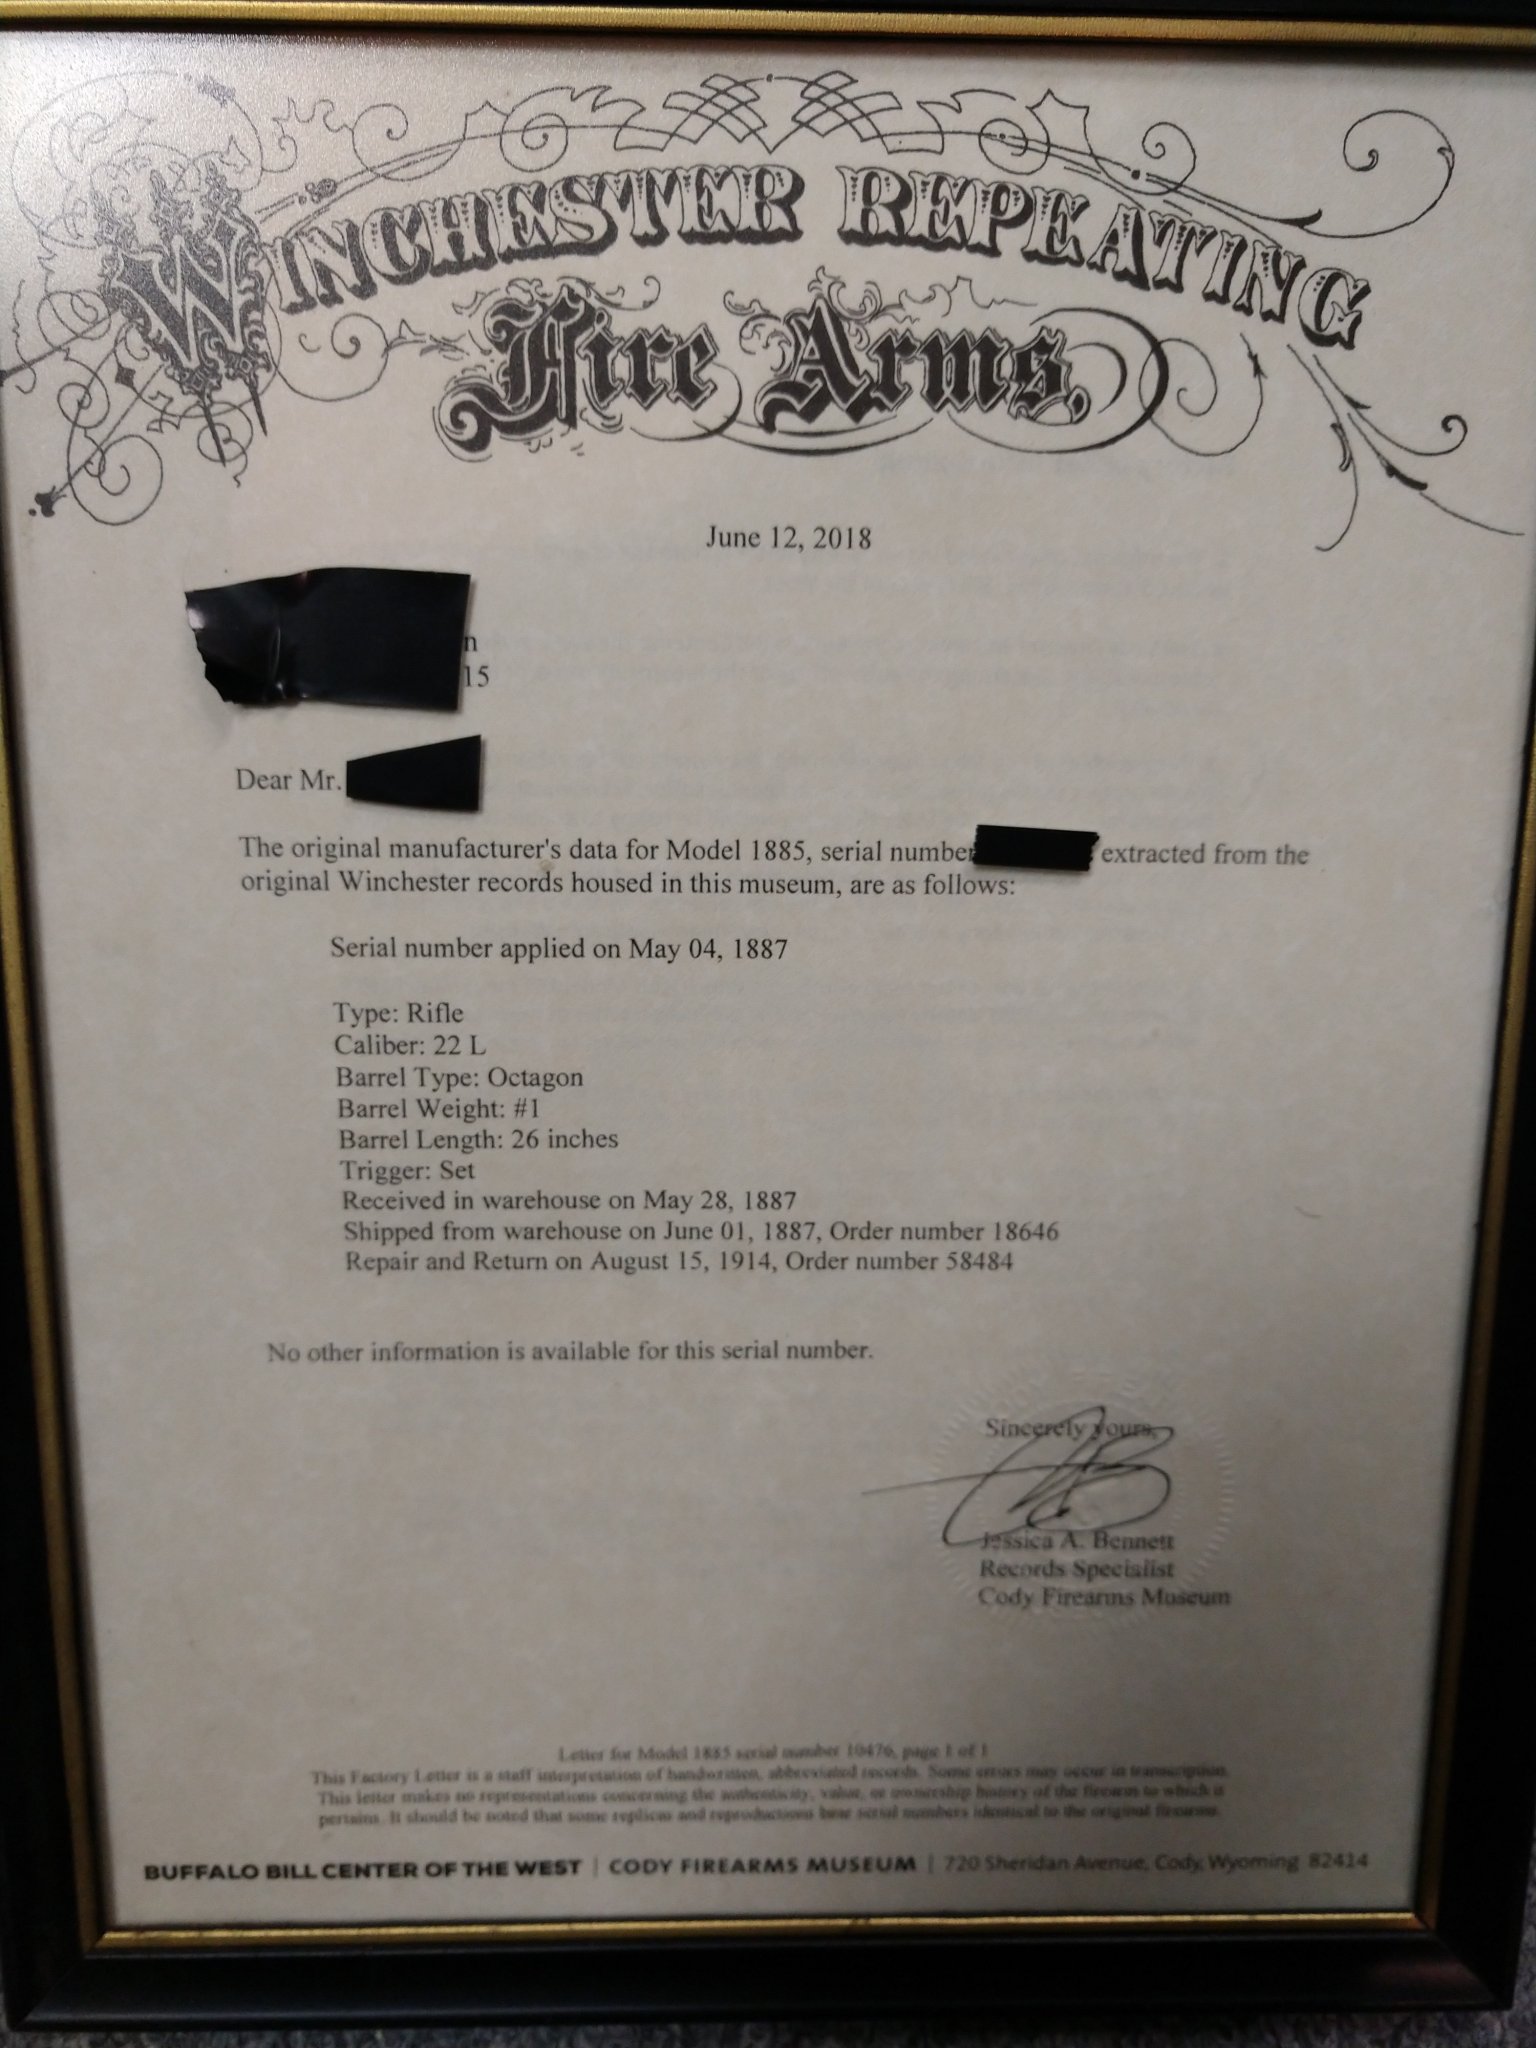 WINCHESTER REPEATING
Fire Arms,
June 12, 2018
n
15
Dear Mr.
The original manufacturer's data for Model 1885, serial number extracted from the
original Winchester records housed in this museum, are as follows:
Serial number applied on May 04, 1887
Type: Rifle
Caliber: 22 L
Barrel Type: Octagon
Barrel Weight: #1
Barrel Length: 26 inches
Trigger: Set
Received in warehouse on May 28, 1887
Shipped from warehouse on June 01, 1887, Order number 18646
Repair and Return on August 15, 1914, Order number 58484
No other information is available for this serial number.
Sincerely yours,
Jessica A. Bennett
Records Specialist
Cody Firearms Museum
Letter for Model 1885 serial number 10476, page 1 of 1
This Factory Letter is a staff interpretation of handwritten, abbreviated records. Some errors may occur in transcription.
This letter makes no representations concerning the authenticity, value, or ownership history of the firearm to which it
pertains. It should be noted that some replicas and reproductions bear serial numbers identical to the original firearms.
BUFFALO BILL CENTER OF THE WEST | CODY FIREARMS MUSEUM | 720 Sheridan Avenue, Cody, Wyoming 82414